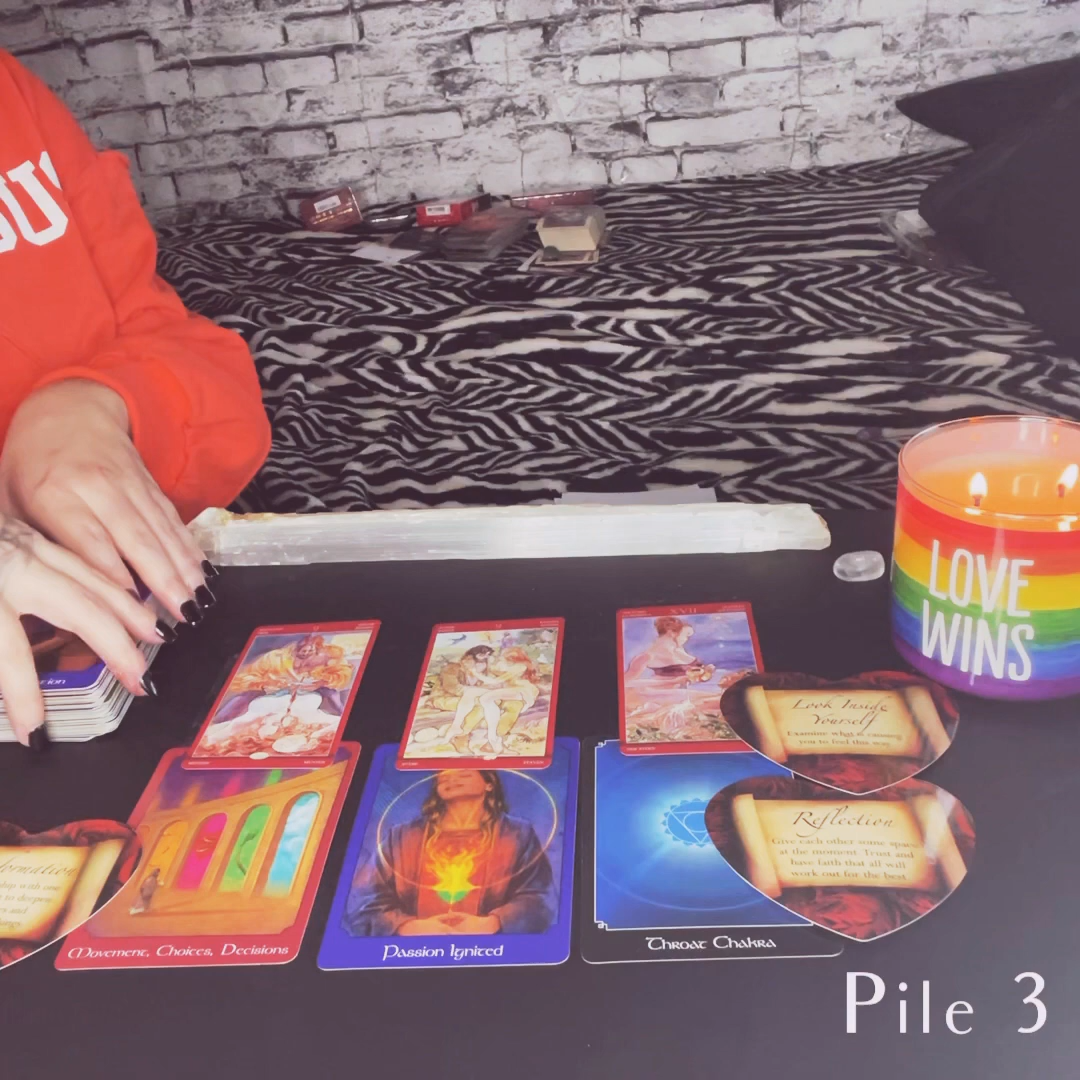 OU
XVII
LOVE
WINS
Look Inside
Yourself
Examine what is causing
you to feel this way
Reflection
Give each other some space
at the moment. Trust and
have faith that all will
work out for the best.
Movement, Choices, Decisions
Passion Ignited
Throat Chakra
Pile 3